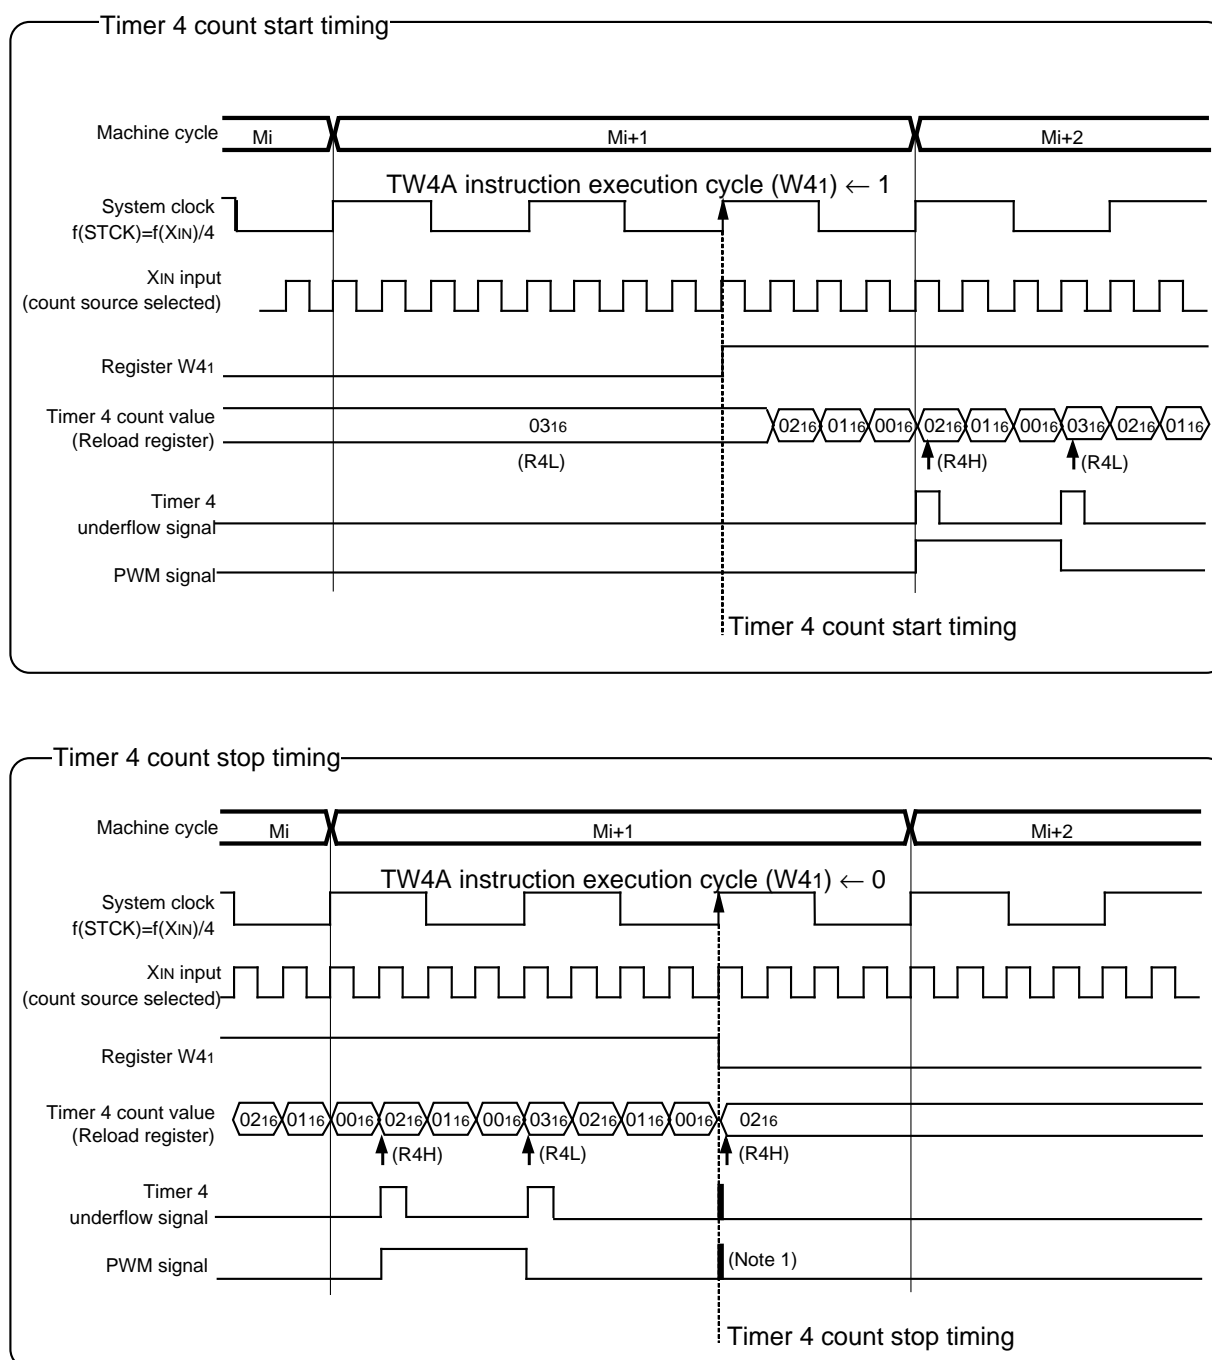 Timer 4 count start timing
Machine cycle Mi Mi+1 Mi+2
TW4A instruction execution cycle (W41) ← 1
System clock
f(STCK)=f(XIN)/4
XIN input
(count source selected)
Register W41
Timer 4 count value
(Reload register)
0316 0216 0116 0016 0216 0116 0016 0316 0216 0116
(R4L) (R4H) (R4L)
Timer 4
underflow signal
PWM signal
Timer 4 count start timing
Timer 4 count stop timing
Machine cycle Mi Mi+1 Mi+2
TW4A instruction execution cycle (W41) ← 0
System clock
f(STCK)=f(XIN)/4
XIN input
(count source selected)
Register W41
Timer 4 count value
(Reload register)
0216 0116 0016 0216 0116 0016 0316 0216 0116 0016 0216
(R4H) (R4L) (R4H)
Timer 4
underflow signal
PWM signal (Note 1)
Timer 4 count stop timing